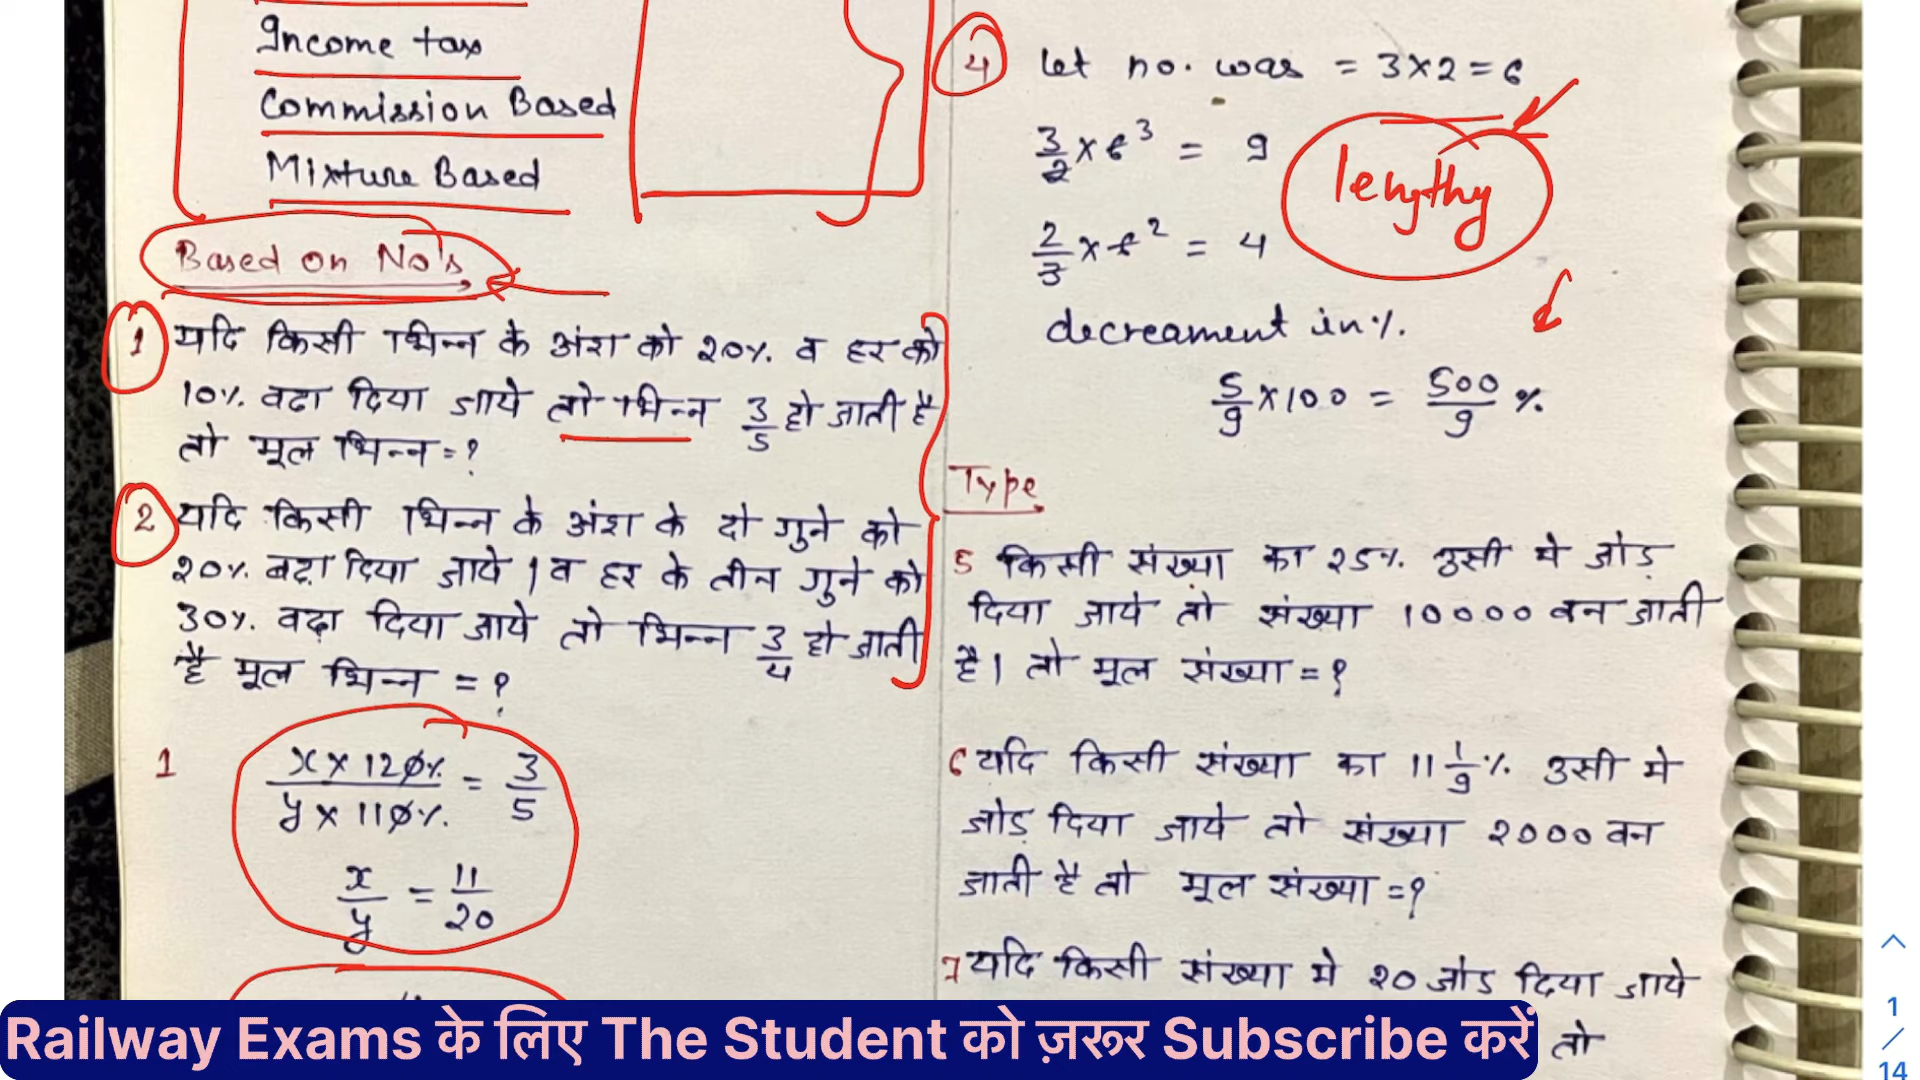 Income tax
Commission Based
Mixture Based
Based on No's
1 यदि किसी भिन्न के अंश को 20% व हर को
10% बढा दिया जाये तो भिन्न 3/5 हो जाती है
तो मूल भिन्न = ?
2 यदि किसी भिन्न के अंश के दो गुने को
20% बढ़ा दिया जाये । व हर के तीन गुने को
30% बढ़ा दिया जाये तो भिन्न 3/4 हो जाती
है मूल भिन्न = ?
1 x × 120% / y × 110% = 3/5
x/y = 11/20
4 Let no. was = 3×2=6
3/2 × 6 3 = 9
lengthy
2/3 × 6 2 = 4
decreament in %.
5/9 × 100 = 500/9 %
Type
5 किसी संख्या का 25% उसी मे जोड़
दिया जाये तो संख्या 10000 बन जाती
है। तो मूल संख्या = ?
6 यदि किसी संख्या का 11 1/9 % उसी मे
जोड़ दिया जाये तो संख्या 2000 बन
जाती है तो मूल संख्या = ?
7 यदि किसी संख्या मे 20 जोड दिया जाये
तो
Railway Exams के लिए The Student को ज़रूर Subscribe करें
1
/
14